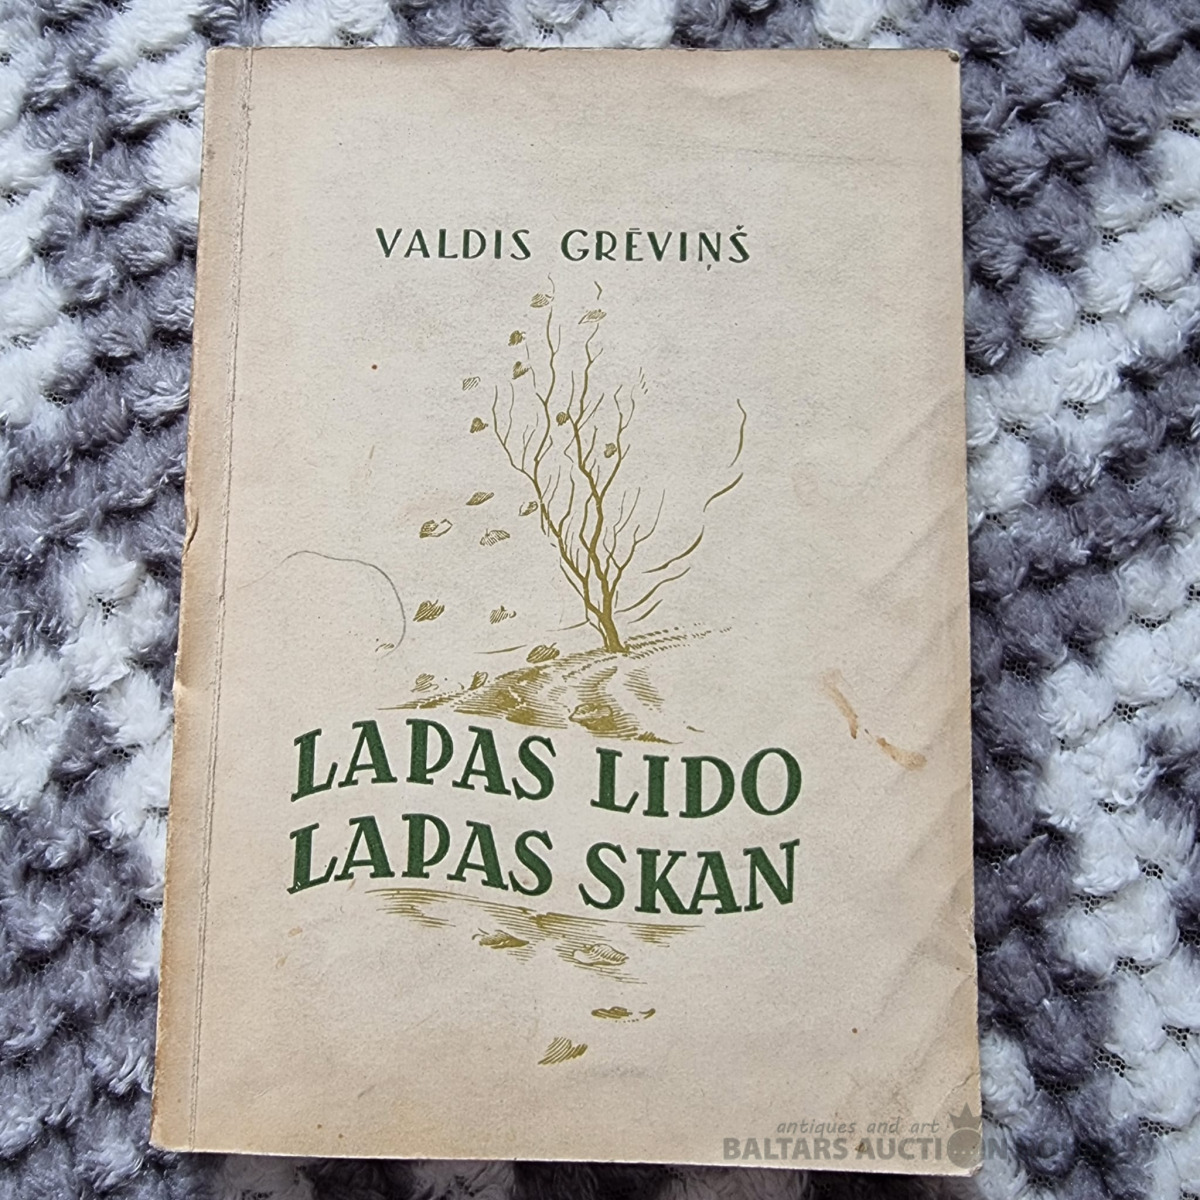 VALDIS GRĒVIŅŠ
LAPAS LIDO
LAPAS SKAN
antiques and art
BALTARS AUCTION